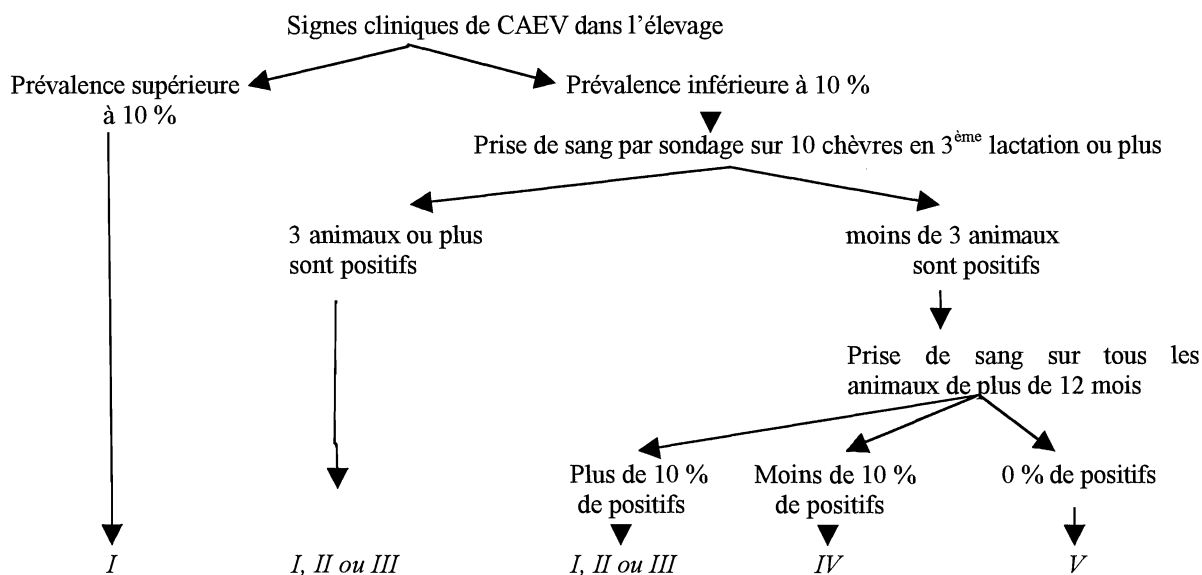 Signes cliniques de CAEV dans l'élevage
Prévalence supérieure
à 10 %
Prévalence inférieure à 10 %
Prise de sang par sondage sur 10 chèvres en 3ème lactation ou plus
3 animaux ou plus
sont positifs
moins de 3 animaux
sont positifs
Prise de sang sur tous les
animaux de plus de 12 mois
Plus de 10 %
de positifs
Moins de 10 %
de positifs
0 % de positifs
I
I, II ou III
I, II ou III
IV
V